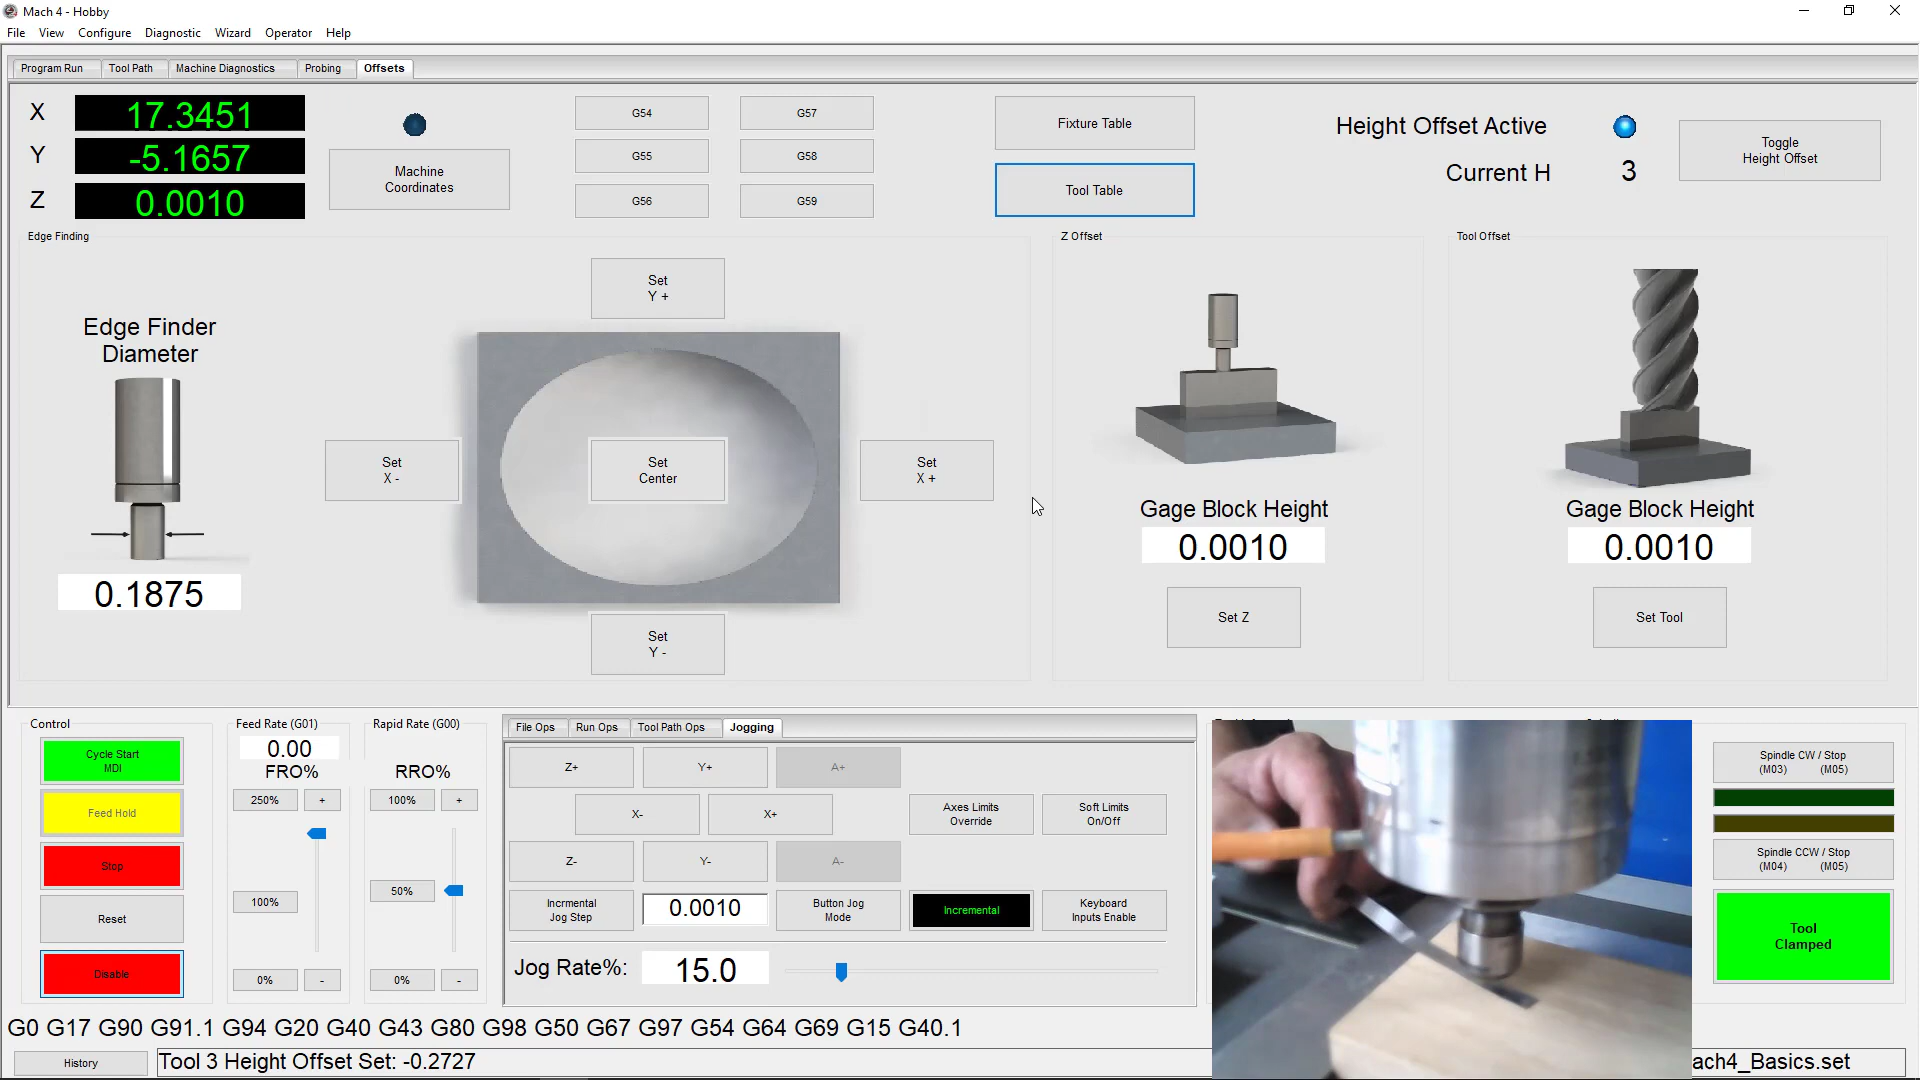 Mach 4 - Hobby
File View Configure Diagnostic Wizard Operator Help
Program Run Tool Path Machine Diagnostics Probing Offsets
X 17.3451
Y -5.1657
Z 0.0010
Machine
Coordinates
G54 G57
G55 G58
G56 G59
Fixture Table
Tool Table
Height Offset Active
Current H 3
Toggle
Height Offset
Edge Finding
Edge Finder
Diameter
0.1875
Set
Y +
Set
X -
Set
Center
Set
X +
Set
Y -
Z Offset
Gage Block Height
0.0010
Set Z
Tool Offset
Gage Block Height
0.0010
Set Tool
Control
Cycle Start
MDI
Feed Hold
Stop
Reset
Disable
Feed Rate (G01)
0.00
FRO%
250% +
100%
0% -
Rapid Rate (G00)
RRO%
100% +
50%
0% -
File Ops Run Ops Tool Path Ops Jogging
Z+ Y+ A+
X- X+
Axes Limits
Override
Soft Limits
On/Off
Z- Y- A-
Incrmental
Jog Step
0.0010
Button Jog
Mode
Incremental
Keyboard
Inputs Enable
Jog Rate%: 15.0
Spindle CW / Stop
(M03) (M05)
Spindle CCW / Stop
(M04) (M05)
Tool
Clamped
G0 G17 G90 G91.1 G94 G20 G40 G43 G80 G98 G50 G67 G97 G54 G64 G69 G15 G40.1
History
Tool 3 Height Offset Set: -0.2727
ach4_Basics.set